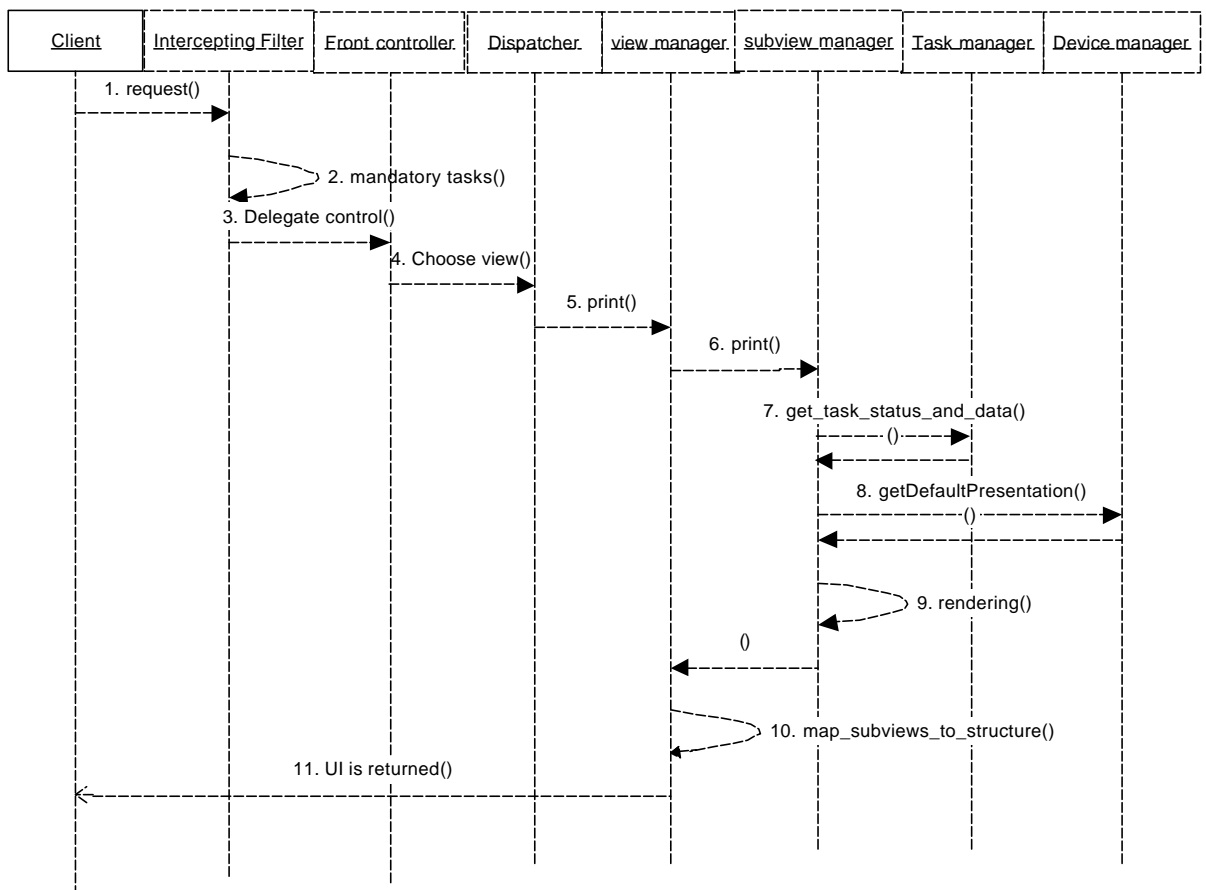 Client
Intercepting Filter
Front controller
Dispatcher
view manager
subview manager
Task manager
Device manager
1. request()
2. mandatory tasks()
3. Delegate control()
4. Choose view()
5. print()
6. print()
7. get_task_status_and_data()
()
8. getDefaultPresentation()
()
9. rendering()
()
10. map_subviews_to_structure()
11. UI is returned()